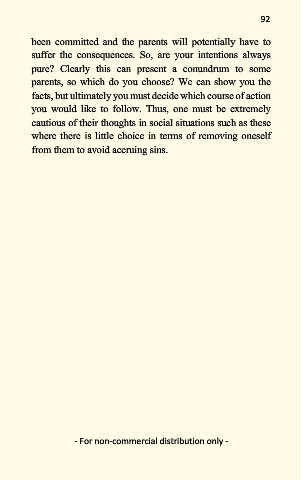 92
been committed and the parents will potentially have to
suffer the consequences. So, are your intentions always
pure? Clearly this can present a conundrum to some
parents, so which do you choose? We can show you the
facts, but ultimately you must decide which course of action
you would like to follow. Thus, one must be extremely
cautious of their thoughts in social situations such as these
where there is little choice in terms of removing oneself
from them to avoid accruing sins.
- For non-commercial distribution only -